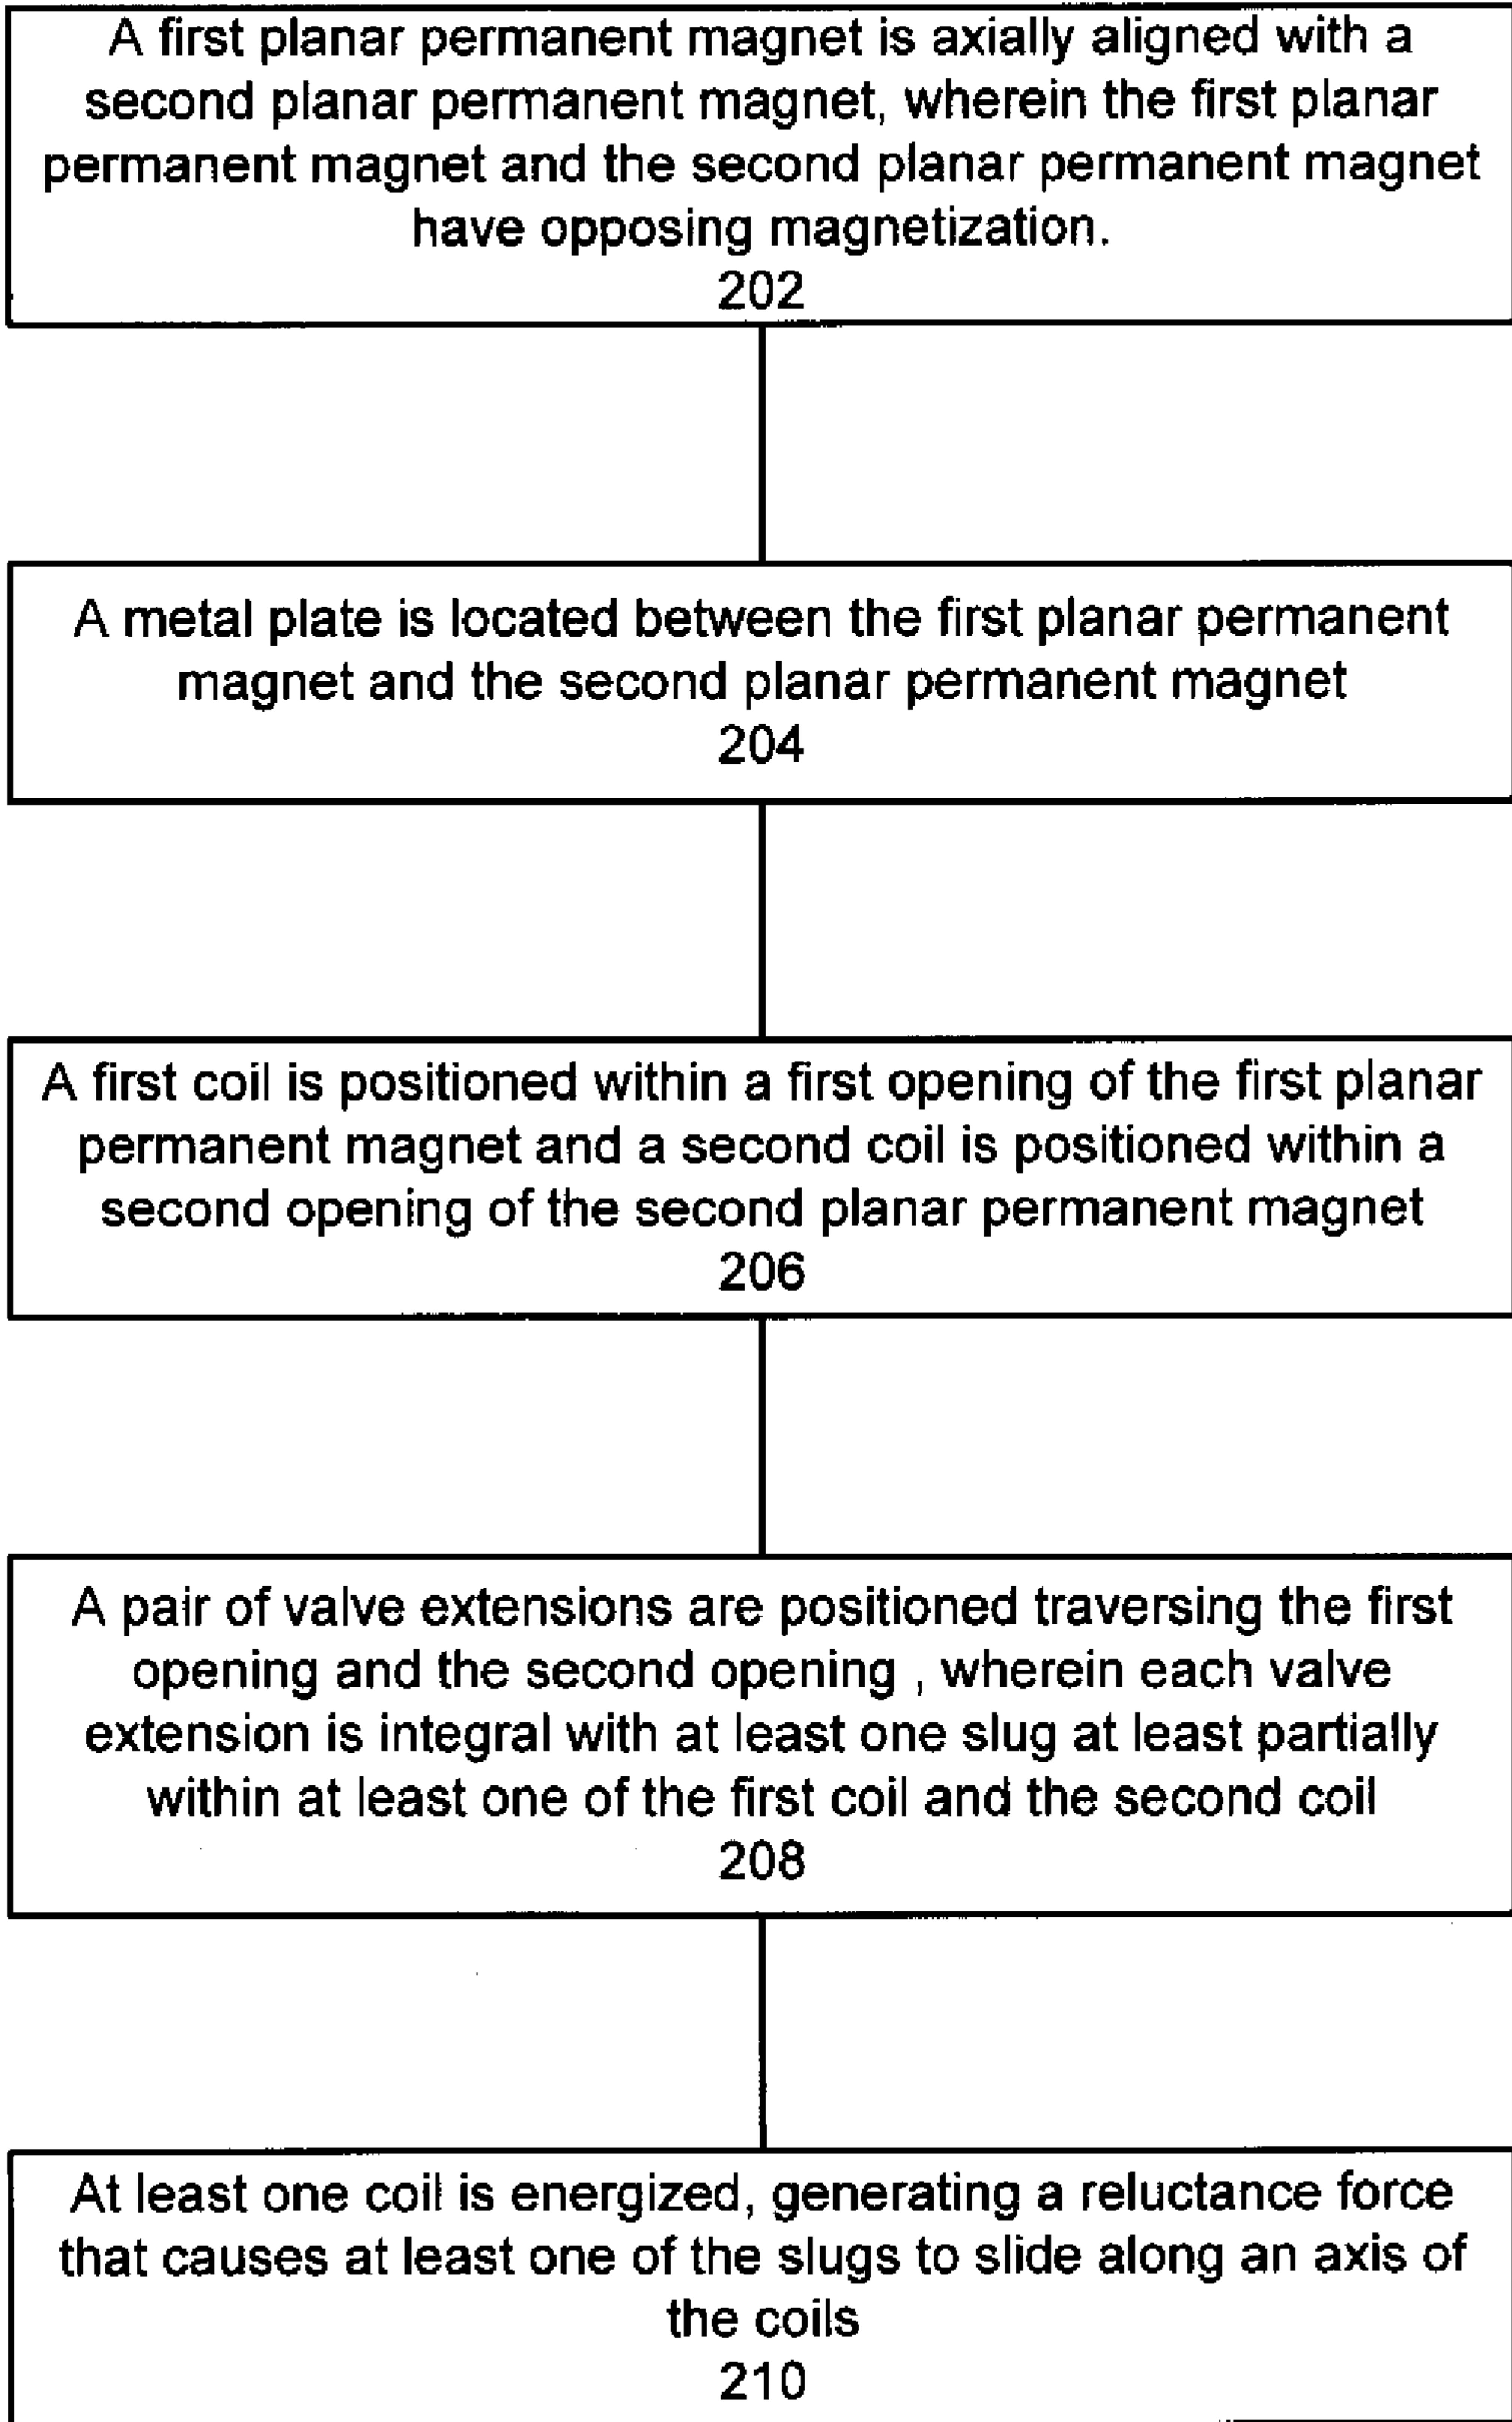 A first planar permanent magnet is axially aligned with a
second planar permanent magnet, wherein the first planar
permanent magnet and the second planar permanent magnet
have opposing magnetization.
202
A metal plate is located between the first planar permanent
magnet and the second planar permanent magnet
204
A first coil is positioned within a first opening of the first planar
permanent magnet and a second coil is positioned within a
second opening of the second planar permanent magnet
206
A pair of valve extensions are positioned traversing the first
opening and the second opening , wherein each valve
extension is integral with at least one slug at least partially
within at least one of the first coil and the second coil
208
At least one coil is energized, generating a reluctance force
that causes at least one of the slugs to slide along an axis of
the coils
210